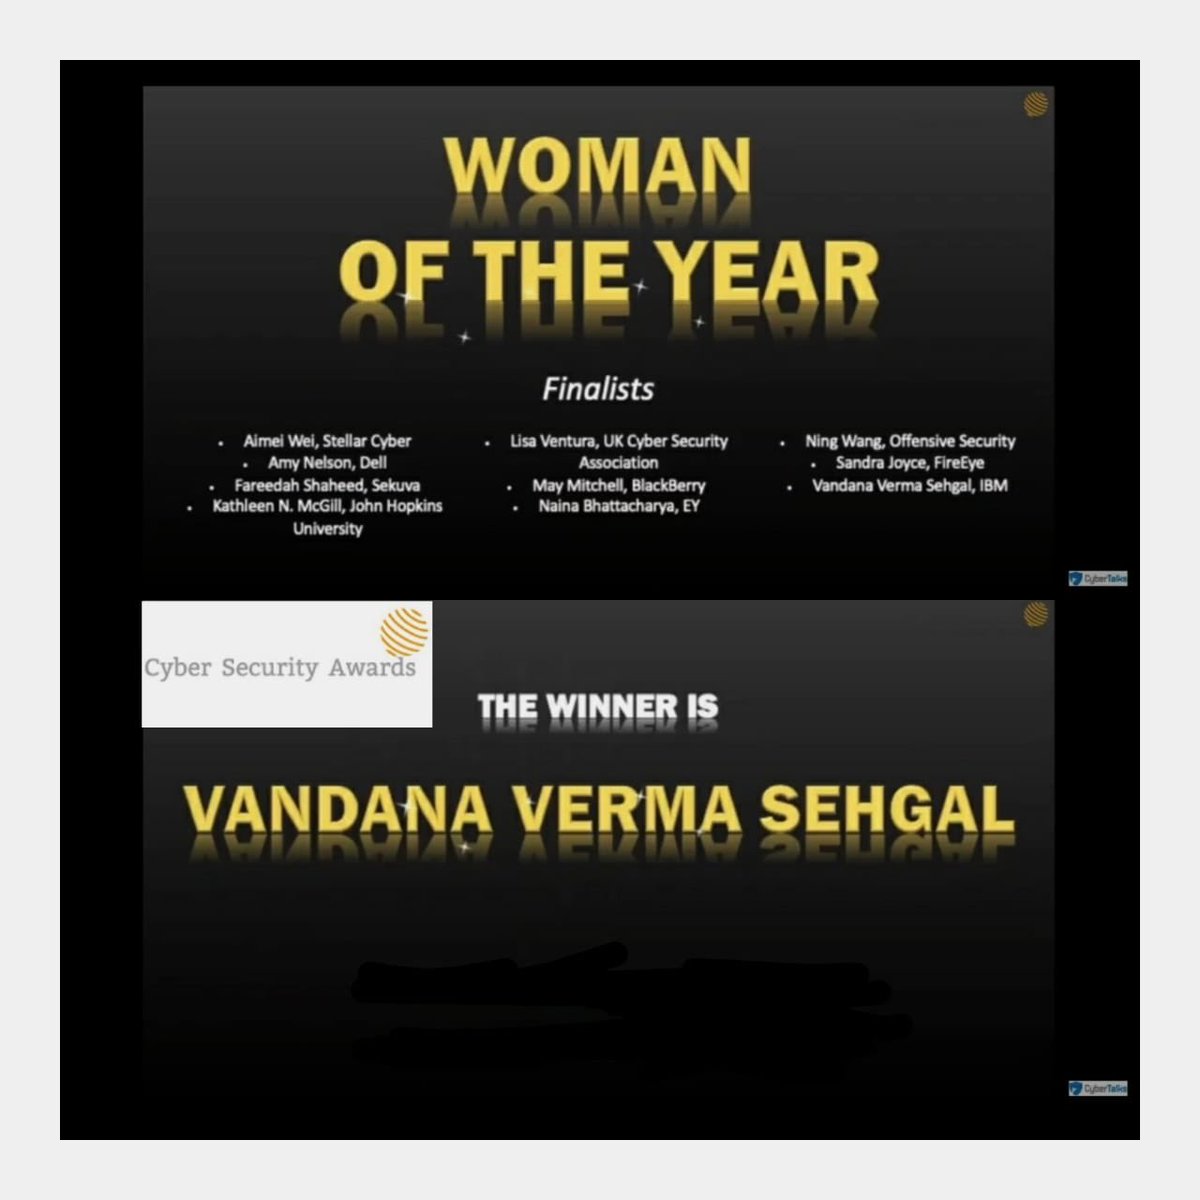 WOMAN
OF THE YEAR
Finalists
• Aimei Wei, Stellar Cyber
• Amy Nelson, Dell
• Fareedah Shaheed, Sekuva
• Kathleen N. McGill, John Hopkins
University
• Lisa Ventura, UK Cyber Security
Association
• May Mitchell, BlackBerry
• Naina Bhattacharya, EY
• Ning Wang, Offensive Security
• Sandra Joyce, FireEye
• Vandana Verma Sehgal, IBM
CyberTalks
Cyber Security Awards
THE WINNER IS
VANDANA VERMA SEHGAL
CyberTalks